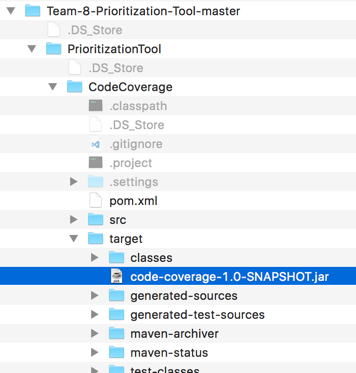 Team-8-Prioritization-Tool-master
.DS_Store
PrioritizationTool
.DS_Store
CodeCoverage
.classpath
.DS_Store
.gitignore
.project
.settings
pom.xml
src
target
classes
code-coverage-1.0-SNAPSHOT.jar
generated-sources
generated-test-sources
maven-archiver
maven-status
test-classes